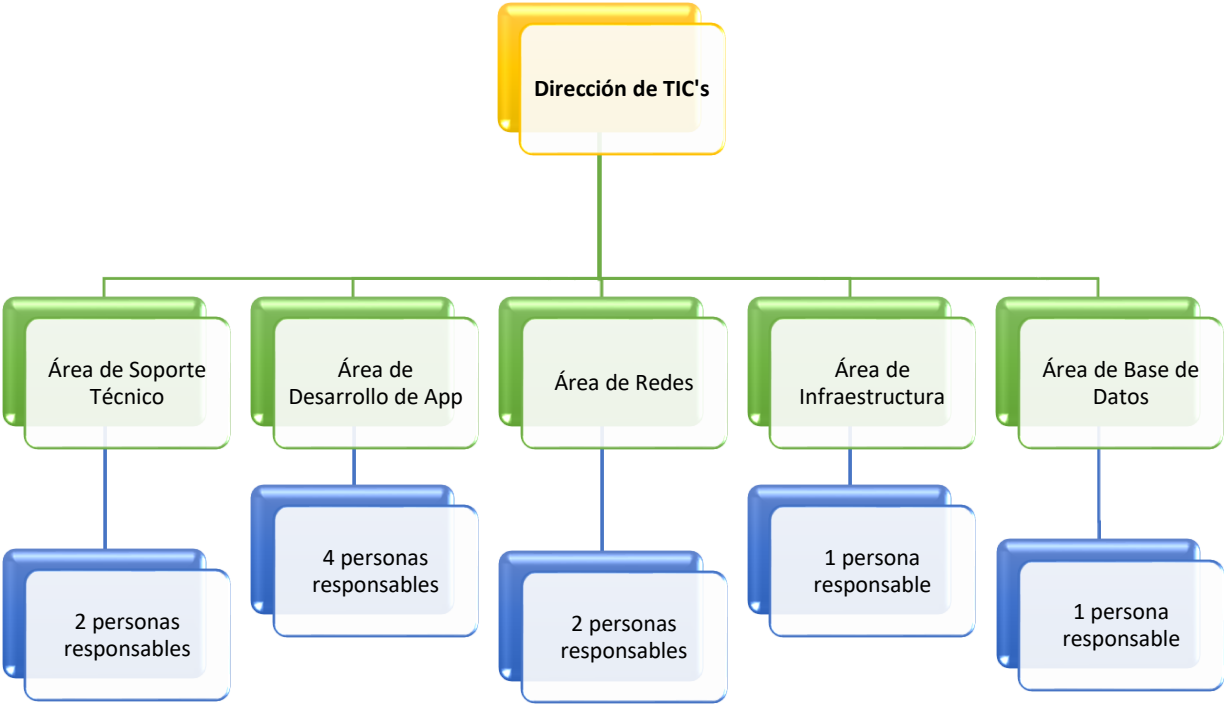 Dirección de TIC's
Área de Soporte
Técnico
Área de
Desarrollo de App
Área de Redes
Área de
Infraestructura
Área de Base de
Datos
2 personas
responsables
4 personas
responsables
2 personas
responsables
1 persona
responsable
1 persona
responsable